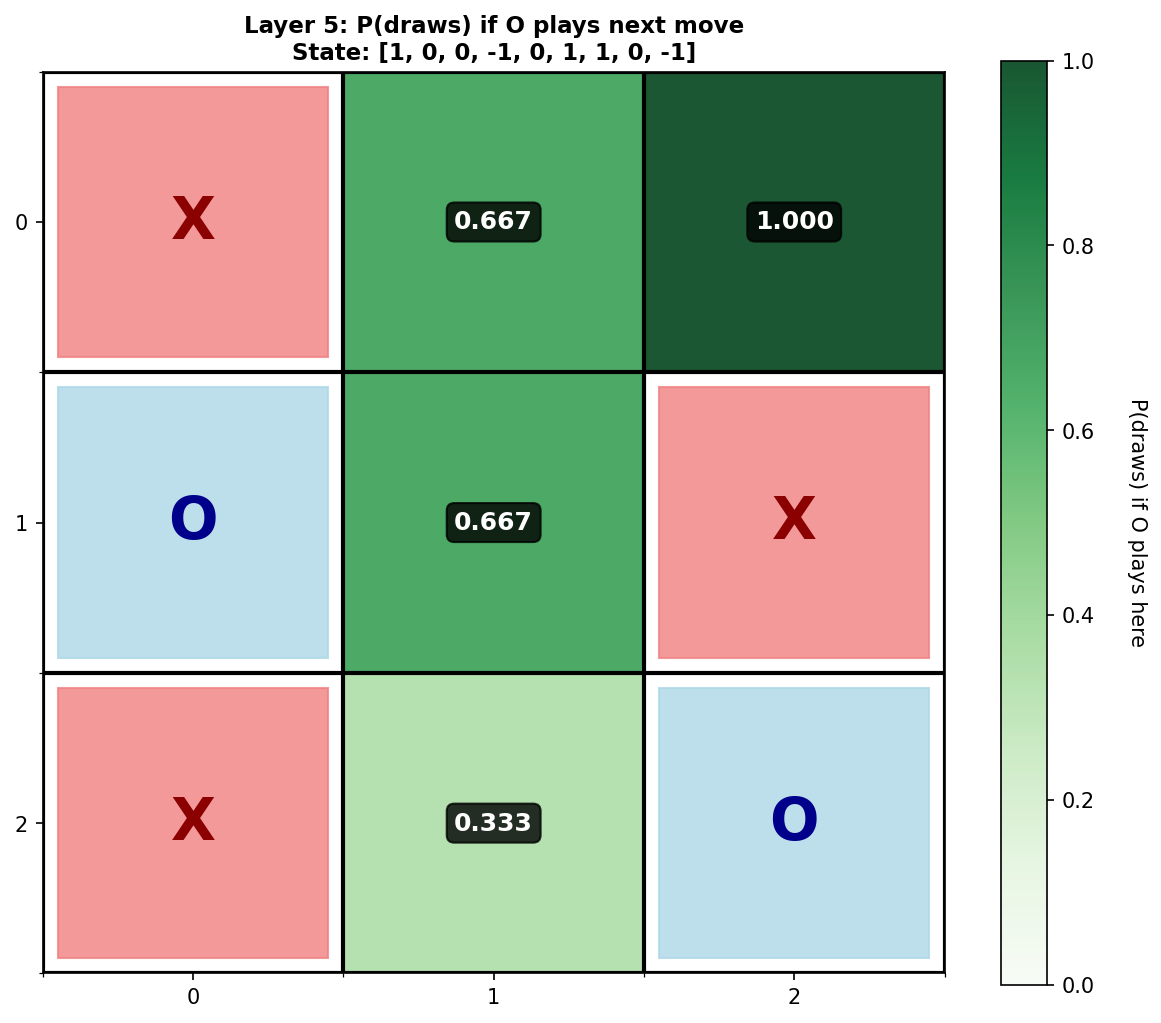 Layer 5: P(draws) if O plays next move
State: [1, 0, 0, -1, 0, 1, 1, 0, -1]
0
X
0.667
1.000
1
O
0.667
X
2
X
0.333
O
0
1
2
1.0
0.8
0.6
0.4
0.2
0.0
P(draws) if O plays here